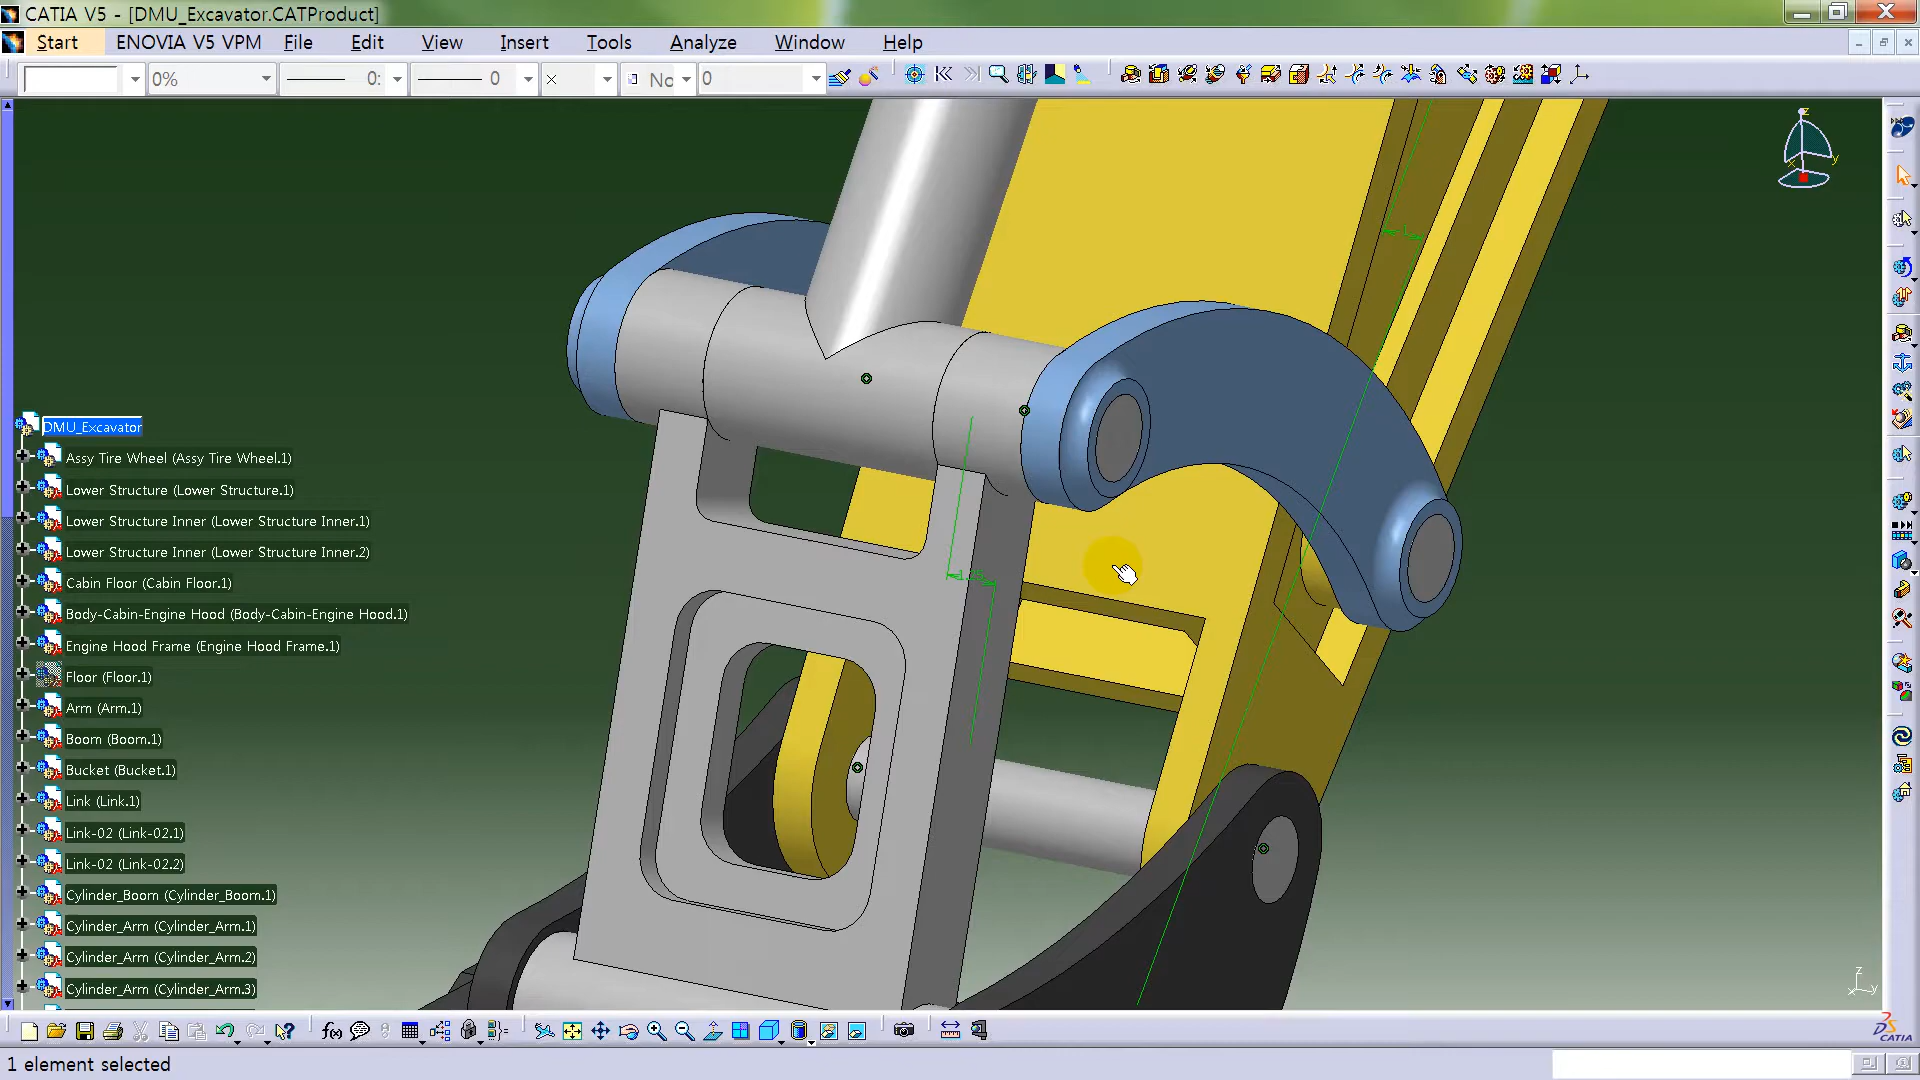 CATIA V5 - [DMU_Excavator.CATProduct]
Start ENOVIA V5 VPM File Edit View Insert Tools Analyze Window Help
0% 0: 0 No 0
DMU_Excavator
Assy Tire Wheel (Assy Tire Wheel.1)
Lower Structure (Lower Structure.1)
Lower Structure Inner (Lower Structure Inner.1)
Lower Structure Inner (Lower Structure Inner.2)
Cabin Floor (Cabin Floor.1)
Body-Cabin-Engine Hood (Body-Cabin-Engine Hood.1)
Engine Hood Frame (Engine Hood Frame.1)
Floor (Floor.1)
Arm (Arm.1)
Boom (Boom.1)
Bucket (Bucket.1)
Link (Link.1)
Link-02 (Link-02.1)
Link-02 (Link-02.2)
Cylinder_Boom (Cylinder_Boom.1)
Cylinder_Arm (Cylinder_Arm.1)
Cylinder_Arm (Cylinder_Arm.2)
Cylinder_Arm (Cylinder_Arm.3)
z
y
x
z
x y
f(x)
CATIA
1 element selected